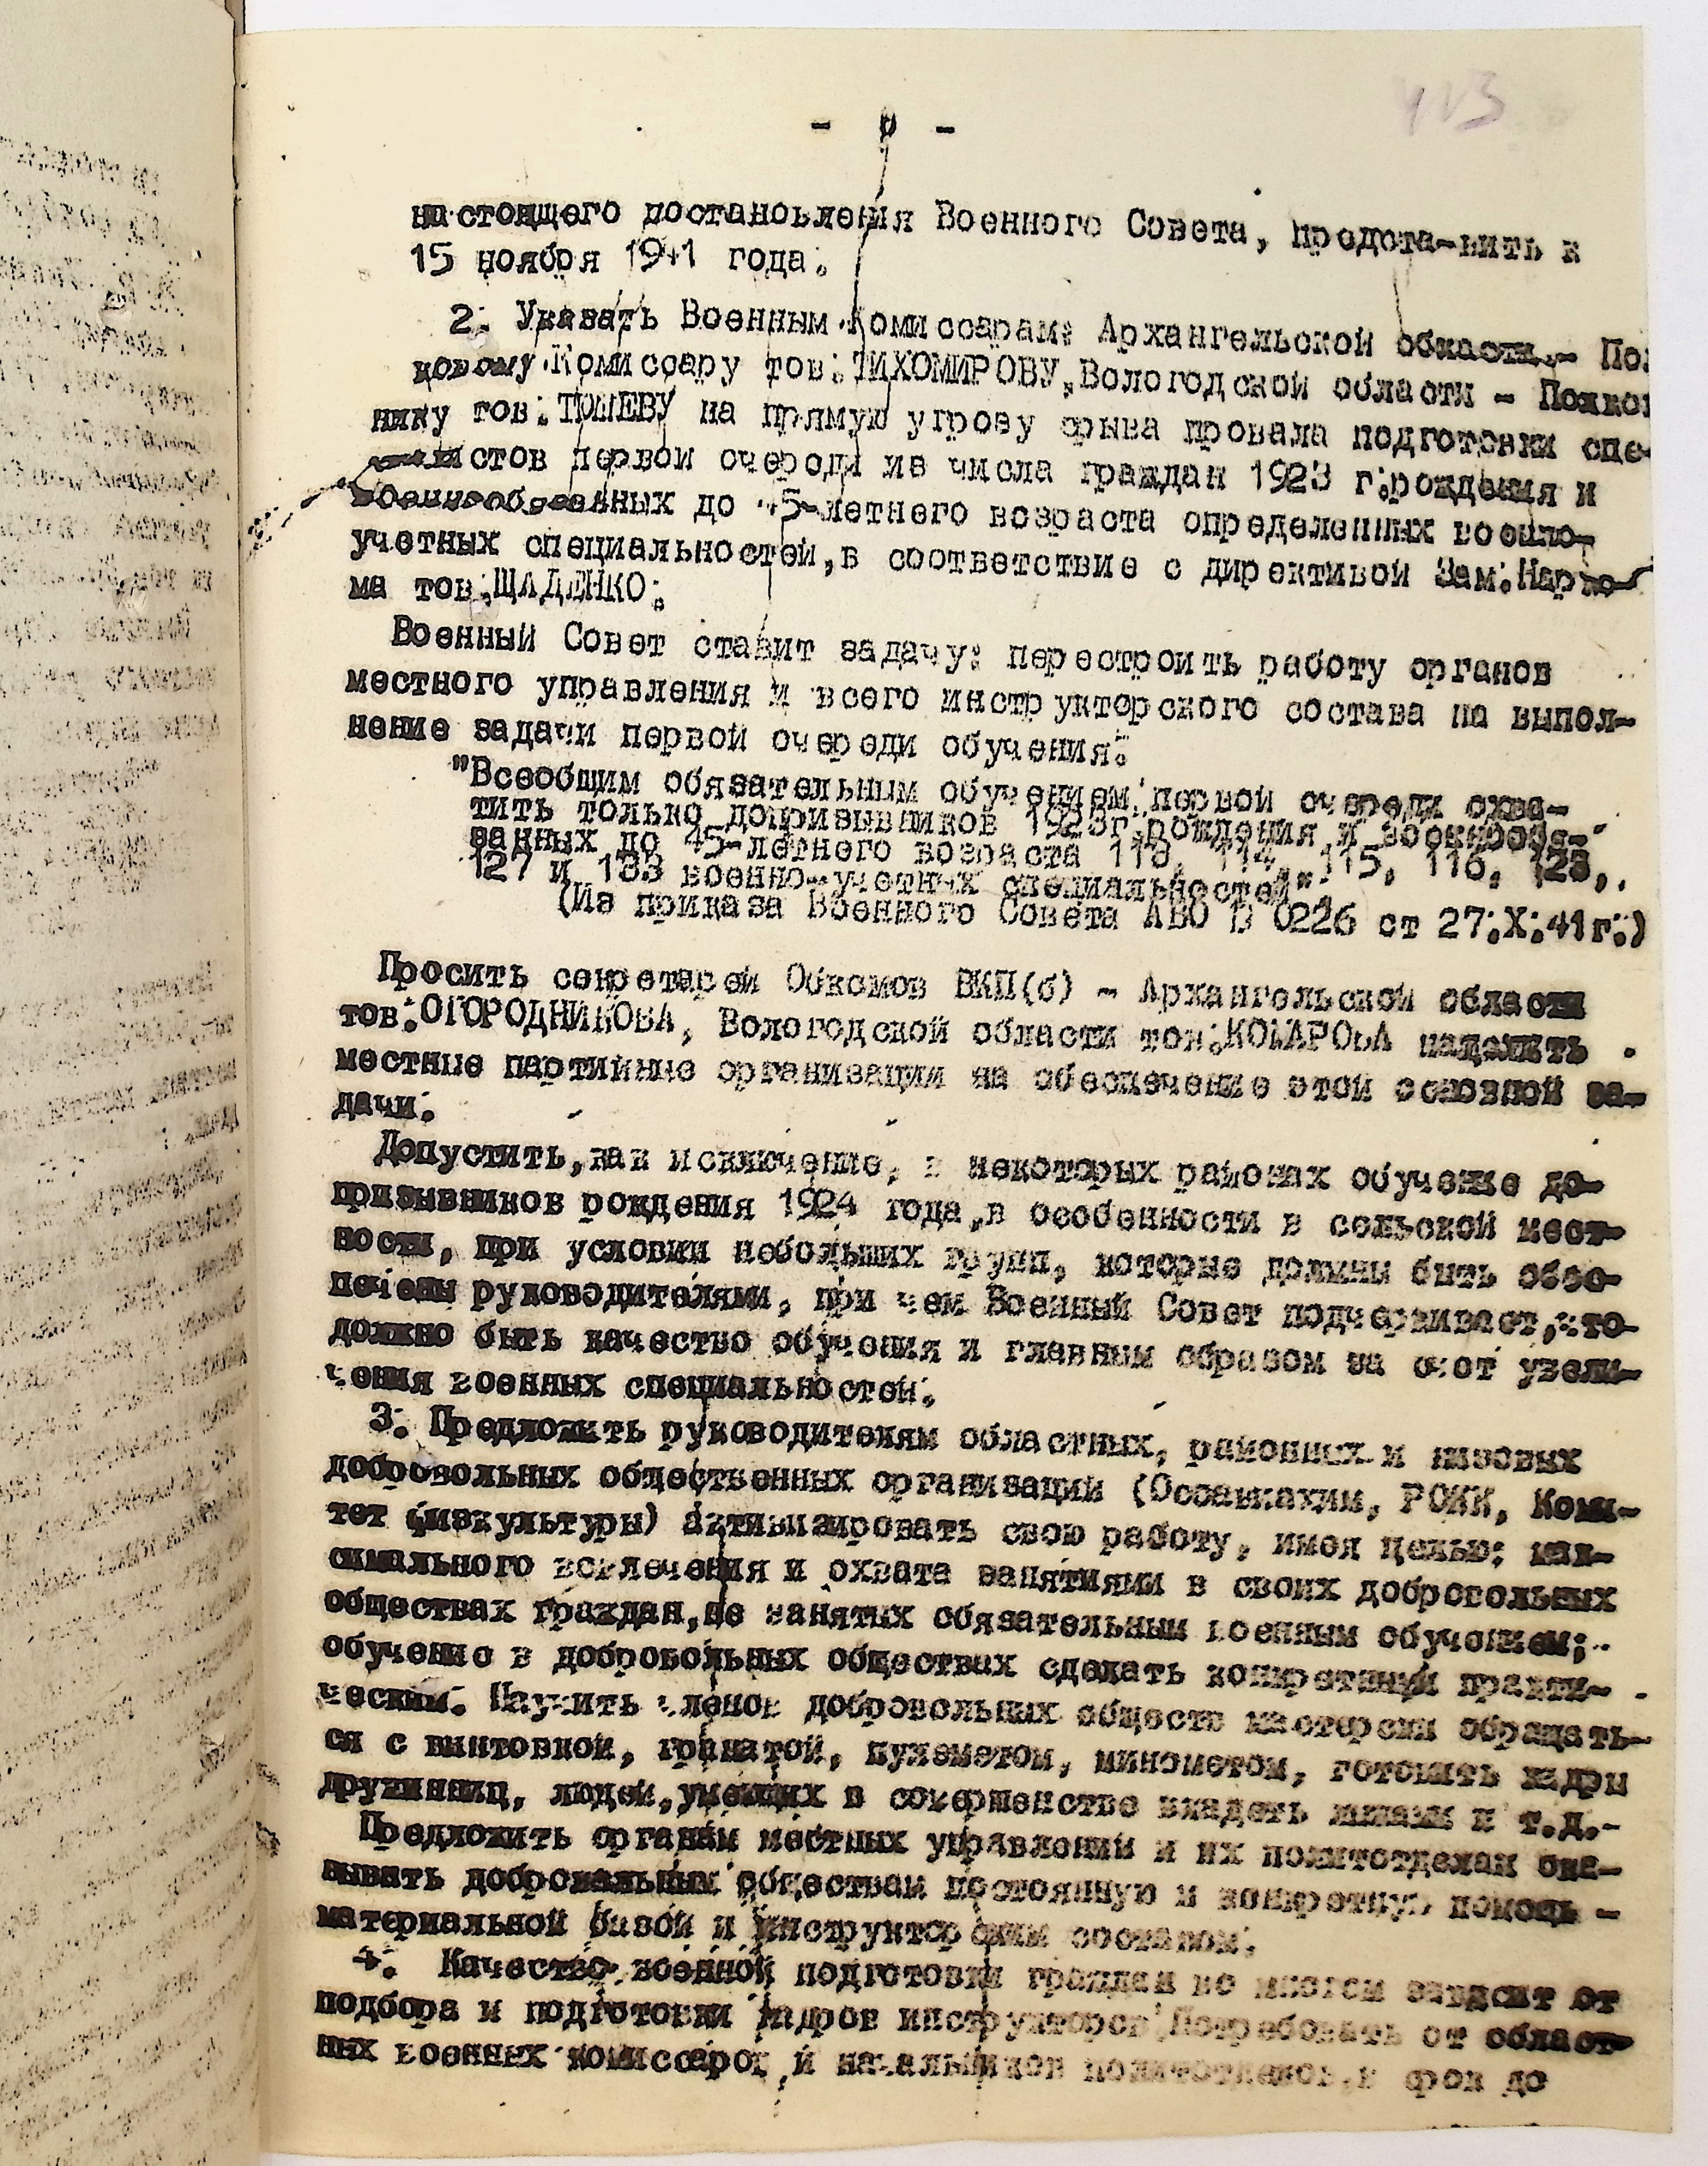 настоящего постановления Военного Совета, представить к
15 ноября 1941 года.
2. Указать Военным Комиссарам: Архангельской области - Пол
ковому Комиссару тов. ТИХОМИРОВУ, Вологодской области - Полков
нику тов. на прямую угрозу срыва провала подготовки спе-
листов первой очереди из числа граждан 1923 г.рождения и
военнообязанных до 45-летнего возраста определенных военно-
учетных специальностей, в соответствие с директивой Зам.Нарко-
ма тов.ЩАДЕНКО.
Военный Совет ставит задачу: перестроить работу органов
местного управления и всего инструкторского состава на выпол-
нение задачи первой очереди обучения:
"Всеобщим обязательным обучением первой очереди охва-
тить только допризывников 1923г.рождения и военнообя-
занных до 45-летнего возраста 113, 114, 115, 116, 123,
127 и 133 военно-учетных специальностей".
(Из приказа Военного Совета АВО 0226 от 27.X.41г.)
Просить секретарей Обкомов ВКП(б) - Архангельской области
тов.ОГОРОДНИКОВА, Вологодской области тов.КОМАРОВА нацелить
местные партийные организации на обеспечение этой основной за-
дачи.
Допустить,как исключение, в некоторых районах обучение до-
призывников рождения 1924 года,в особенности в сельской мест-
ности, при условии небольших групп, которые должны быть обес-
печены руководителями, при чем Военный Совет подчеркивает,что
должно быть качество обучения и главным образом за счет увели-
чения военных специальностей.
3. Предложить руководителям областных, районных и низовых
добровольных общественных организаций (Осоавиахим, РОКК, Коми-
тет физкультуры) активизировать свою работу, имея целью: мак-
симального вовлечения и охвата занятиями в своих добровольных
обществах граждан,не занятых обязательным военным обучением;
обучение в добровольных обществах сделать конкретным практи-
ческим. Научить членов добровольных обществ мастерски обращать-
ся с винтовкой, гранатой, пулеметом, минометом, готовить кадры
дружинниц, людей,умеющих в совершенстве владеть лыжами и т.д.-
Предложить органам местных управлений и их политотделам ока-
зывать добровольным обществам постоянную и конкретную помощь -
материальной базой и инструкторским составом.
4. Качество военной подготовки граждан во многом зависит от
подбора и подготовки кадров инструкторов.Потребовать от област-
ных военных комиссаров и начальников политотделов,в срок до